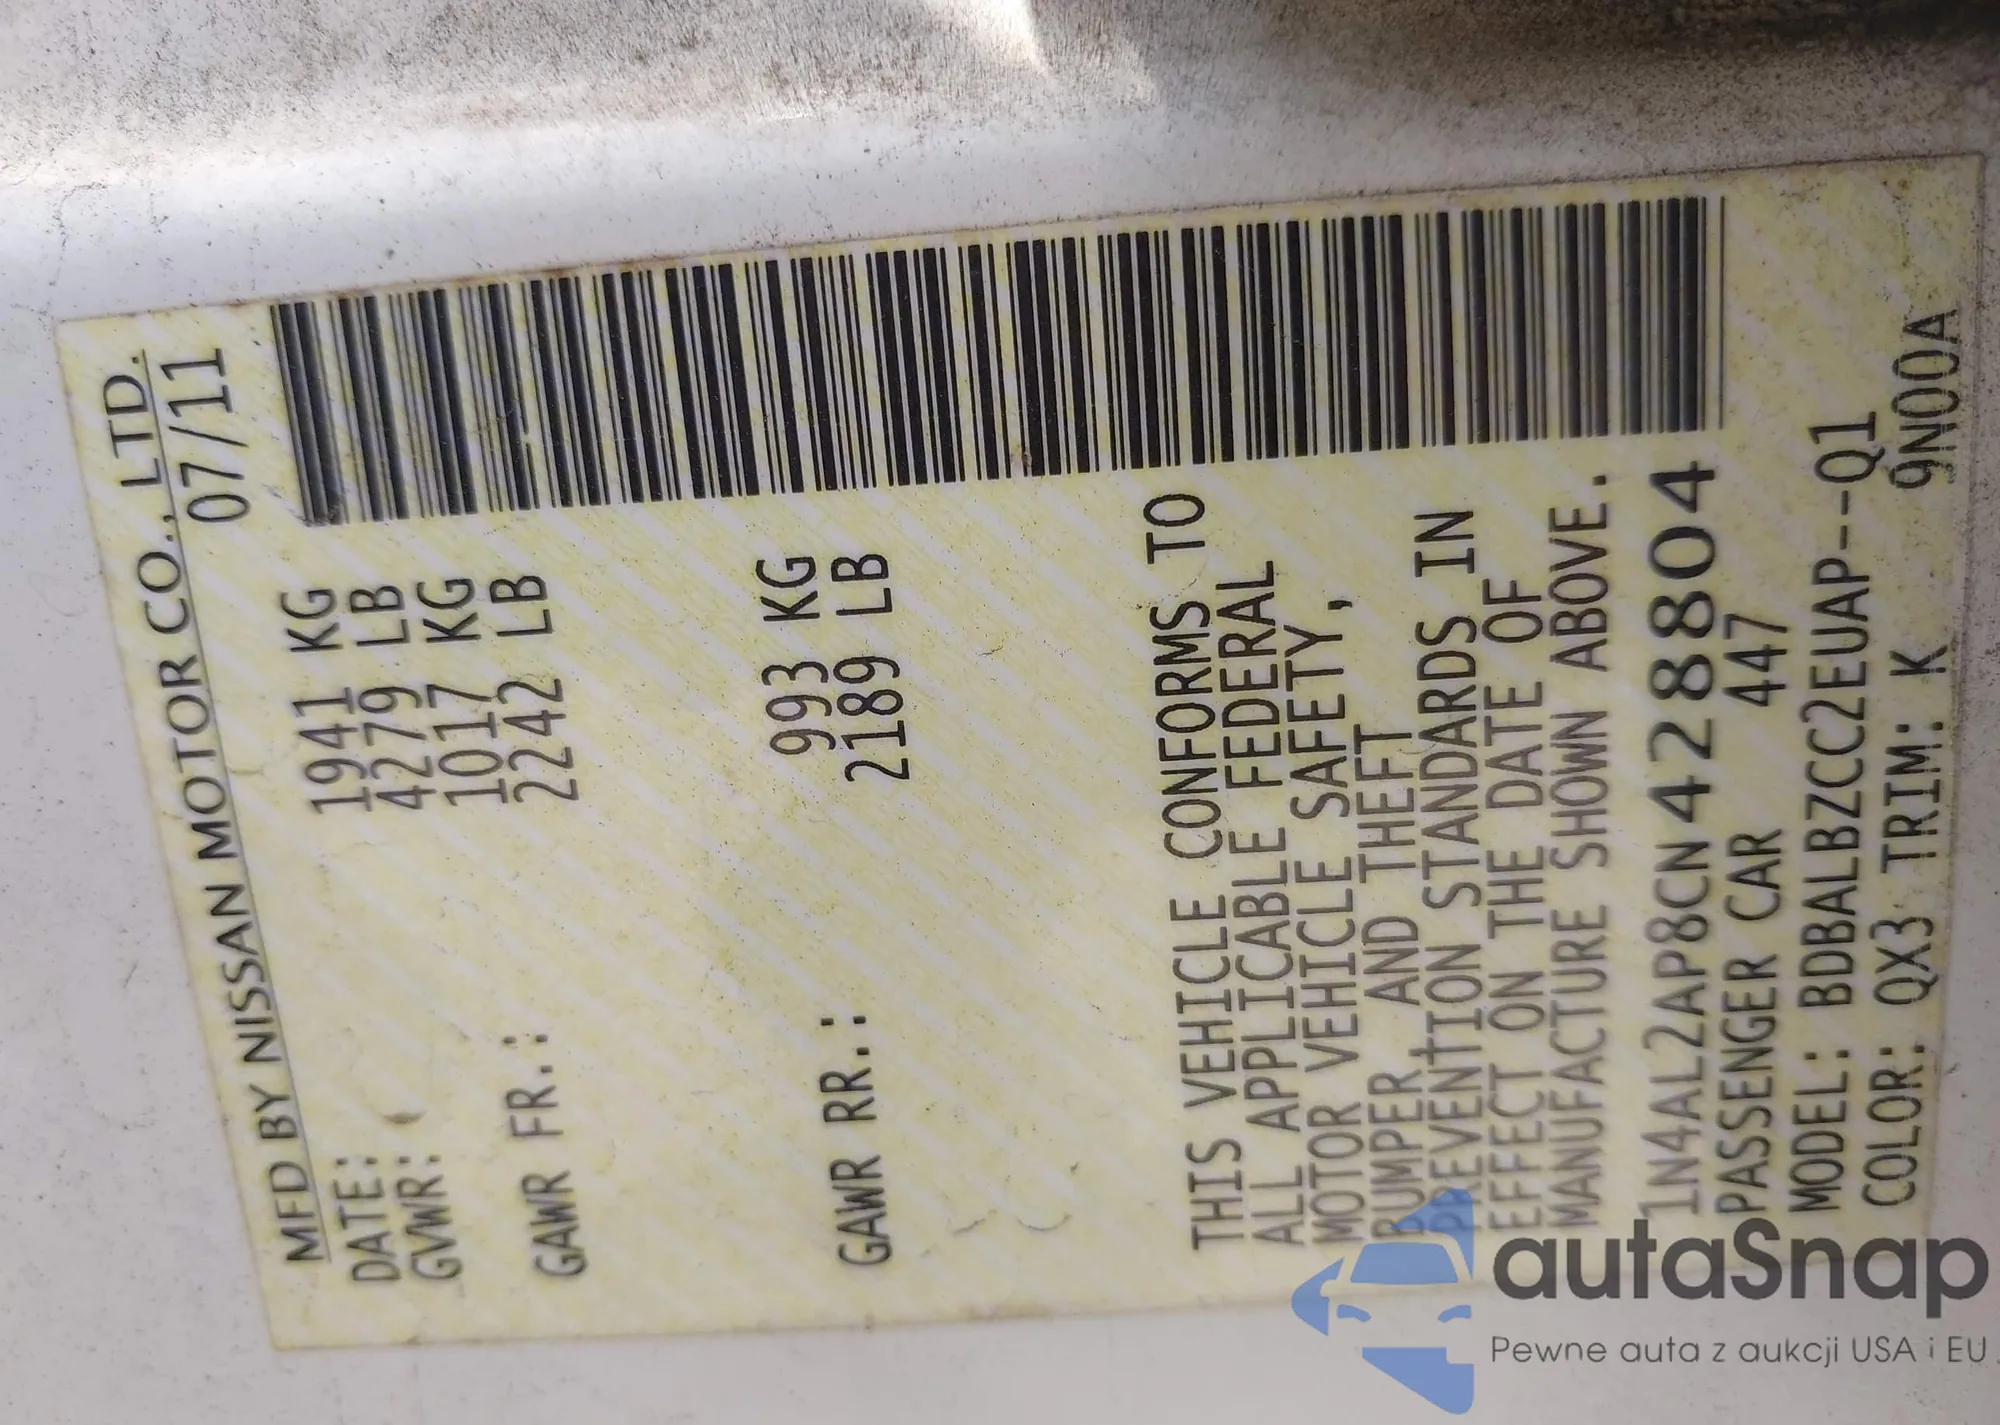 MFD BY NISSAN MOTOR CO., LTD.
DATE: 07/11
GVWR: 1941 KG
4279 LB
GAWR FR.: 1017 KG
2242 LB
GAWR RR.: 993 KG
2189 LB
THIS VEHICLE CONFORMS TO
ALL APPLICABLE FEDERAL
MOTOR VEHICLE SAFETY,
BUMPER AND THEFT
PREVENTION STANDARDS IN
EFFECT ON THE DATE OF
MANUFACTURE SHOWN ABOVE.
1N4AL2AP8CN428804
PASSENGER CAR 447
MODEL: BDBALBZCC2EUAP--Q1
COLOR: QX3 TRIM: K 9N00A
autaSnap
Pewne auta z aukcji USA i EU